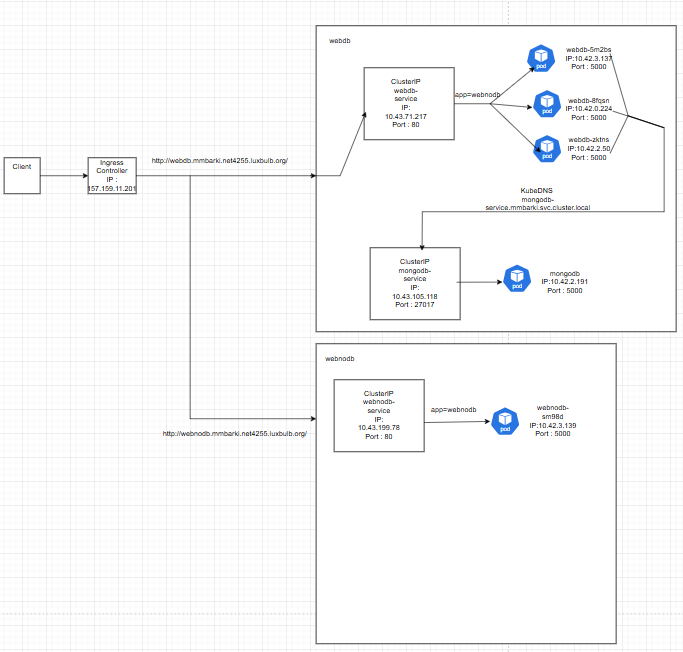 webdb
ClusterIP
webdb-
service
IP:
10.43.71.217
Port : 80
app=webnodb
pod
webdb-5m2bs
IP:10.42.3.137
Port : 5000
pod
webdb-8fqsn
IP:10.42.0.224
Port : 5000
pod
webdb-zktns
IP:10.42.2.50
Port : 5000
Client
Ingress
Controller
IP :
157.159.11.201
http://webdb.mmbarki.net4255.luxbulb.org/
KubeDNS
mongodb-
service.mmbarki.svc.cluster.local
ClusterIP
mongodb-
service
IP:
10.43.105.118
Port : 27017
pod
mongodb
IP:10.42.2.191
Port : 5000
webnodb
ClusterIP
webnodb-
service
IP:
10.43.199.78
Port : 80
app=webnodb
pod
webnodb-
sm98d
IP:10.42.3.139
Port : 5000
http://webnodb.mmbarki.net4255.luxbulb.org/